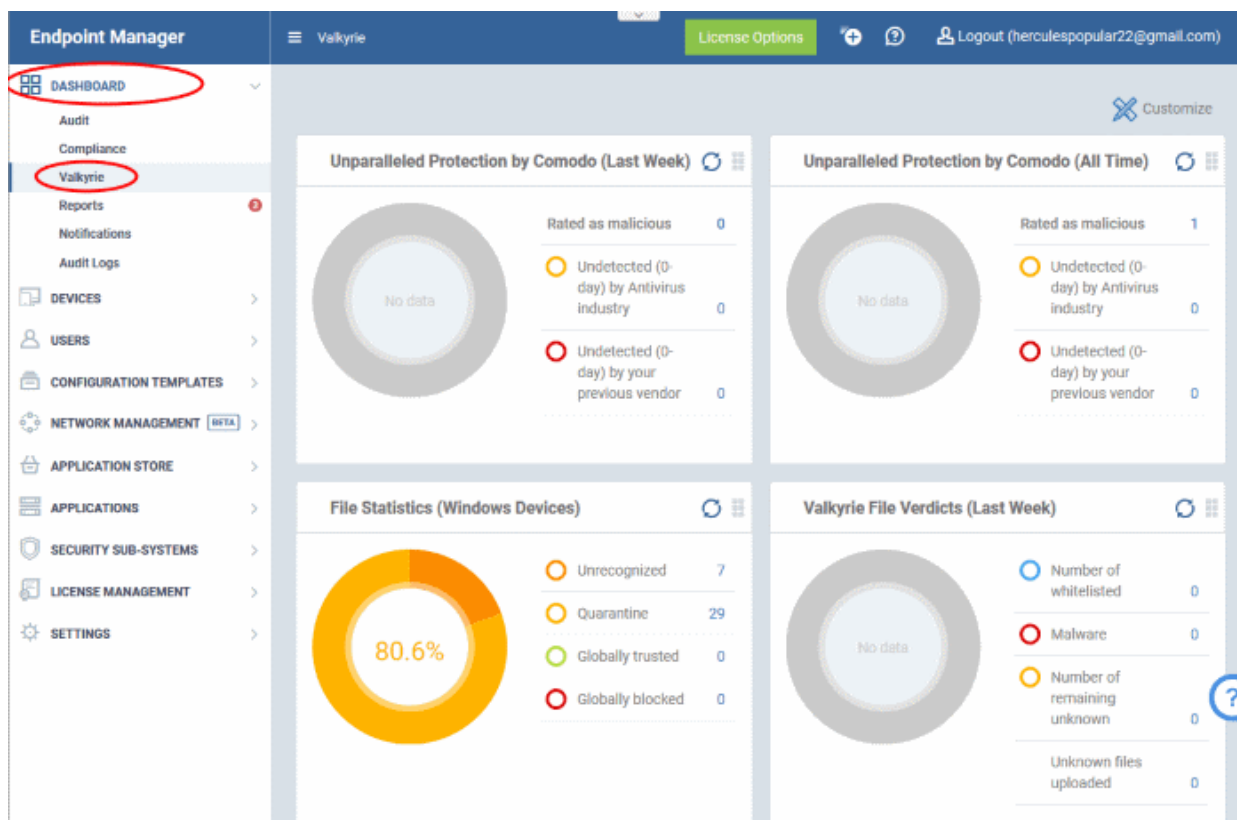 Endpoint Manager
Valkyrie
License Options
Logout (herculespopular22@gmail.com)
DASHBOARD
Audit
Compliance
Valkyrie
Reports
3
Notifications
Audit Logs
DEVICES
USERS
CONFIGURATION TEMPLATES
NETWORK MANAGEMENT BETA
APPLICATION STORE
APPLICATIONS
SECURITY SUB-SYSTEMS
LICENSE MANAGEMENT
SETTINGS
Customize
Unparalleled Protection by Comodo (Last Week)
No data
Rated as malicious 0
Undetected (0-
day) by Antivirus
industry 0
Undetected (0-
day) by your
previous vendor 0
Unparalleled Protection by Comodo (All Time)
No data
Rated as malicious 1
Undetected (0-
day) by Antivirus
industry 0
Undetected (0-
day) by your
previous vendor 0
File Statistics (Windows Devices)
80.6%
Unrecognized 7
Quarantine 29
Globally trusted 0
Globally blocked 0
Valkyrie File Verdicts (Last Week)
No data
Number of
whitelisted 0
Malware 0
Number of
remaining
unknown 0
Unknown files
uploaded 0
?